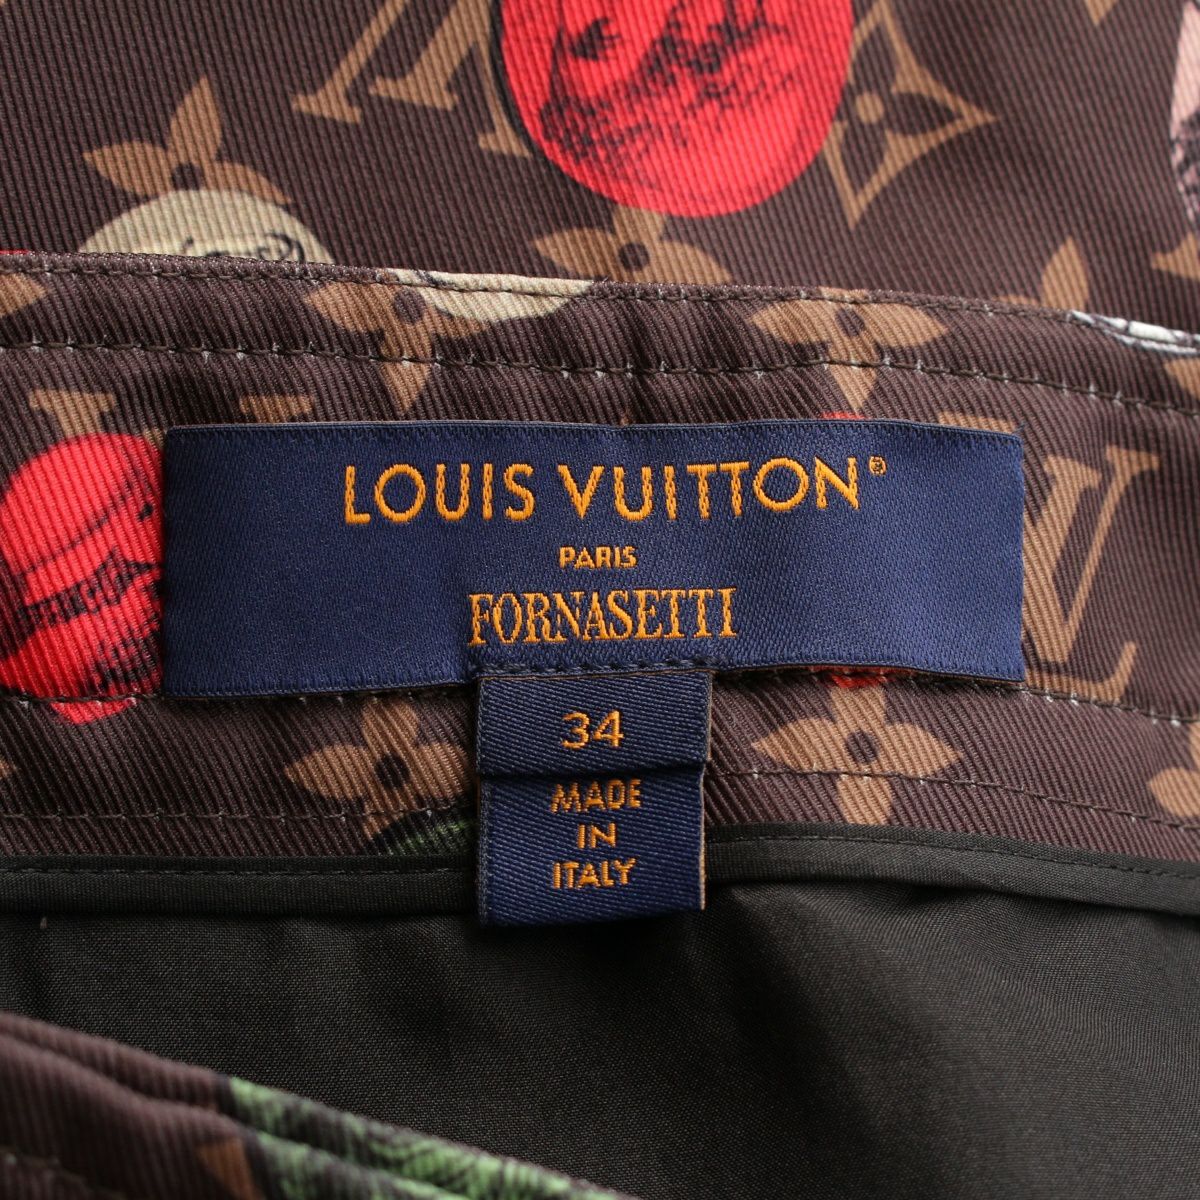 LOUIS VUITTON®
PARIS
FORNASETTI
34
MADE
IN
ITALY